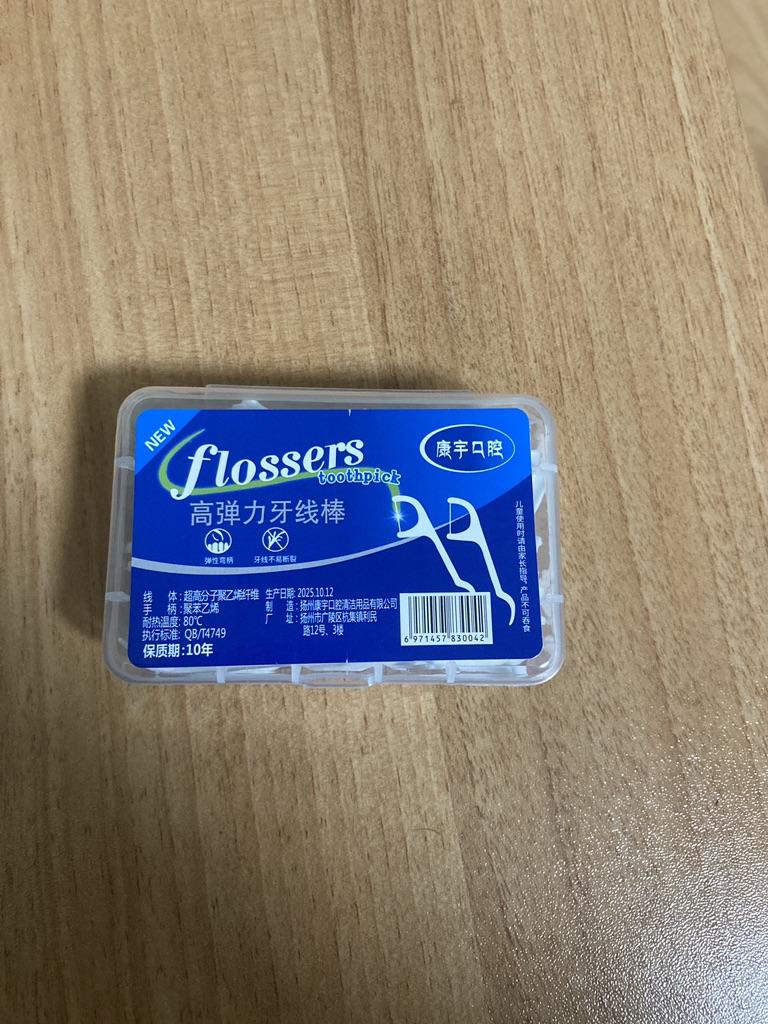 NEW
flossers
toothpick
康宇口腔
高弹力牙线棒
弹性弯柄
牙线不易断裂
儿童使用时请由家长指导，产品不可吞食
线 体：超高分子聚乙烯纤维
手 柄：聚苯乙烯
耐热温度：80℃
执行标准：QB/T4749
保质期：10年
生产日期：2025.10.12
制 造：扬州康宇口腔清洁用品有限公司
厂 址：扬州市广陵区杭集镇利民
路12号、3楼
6 971457 830042